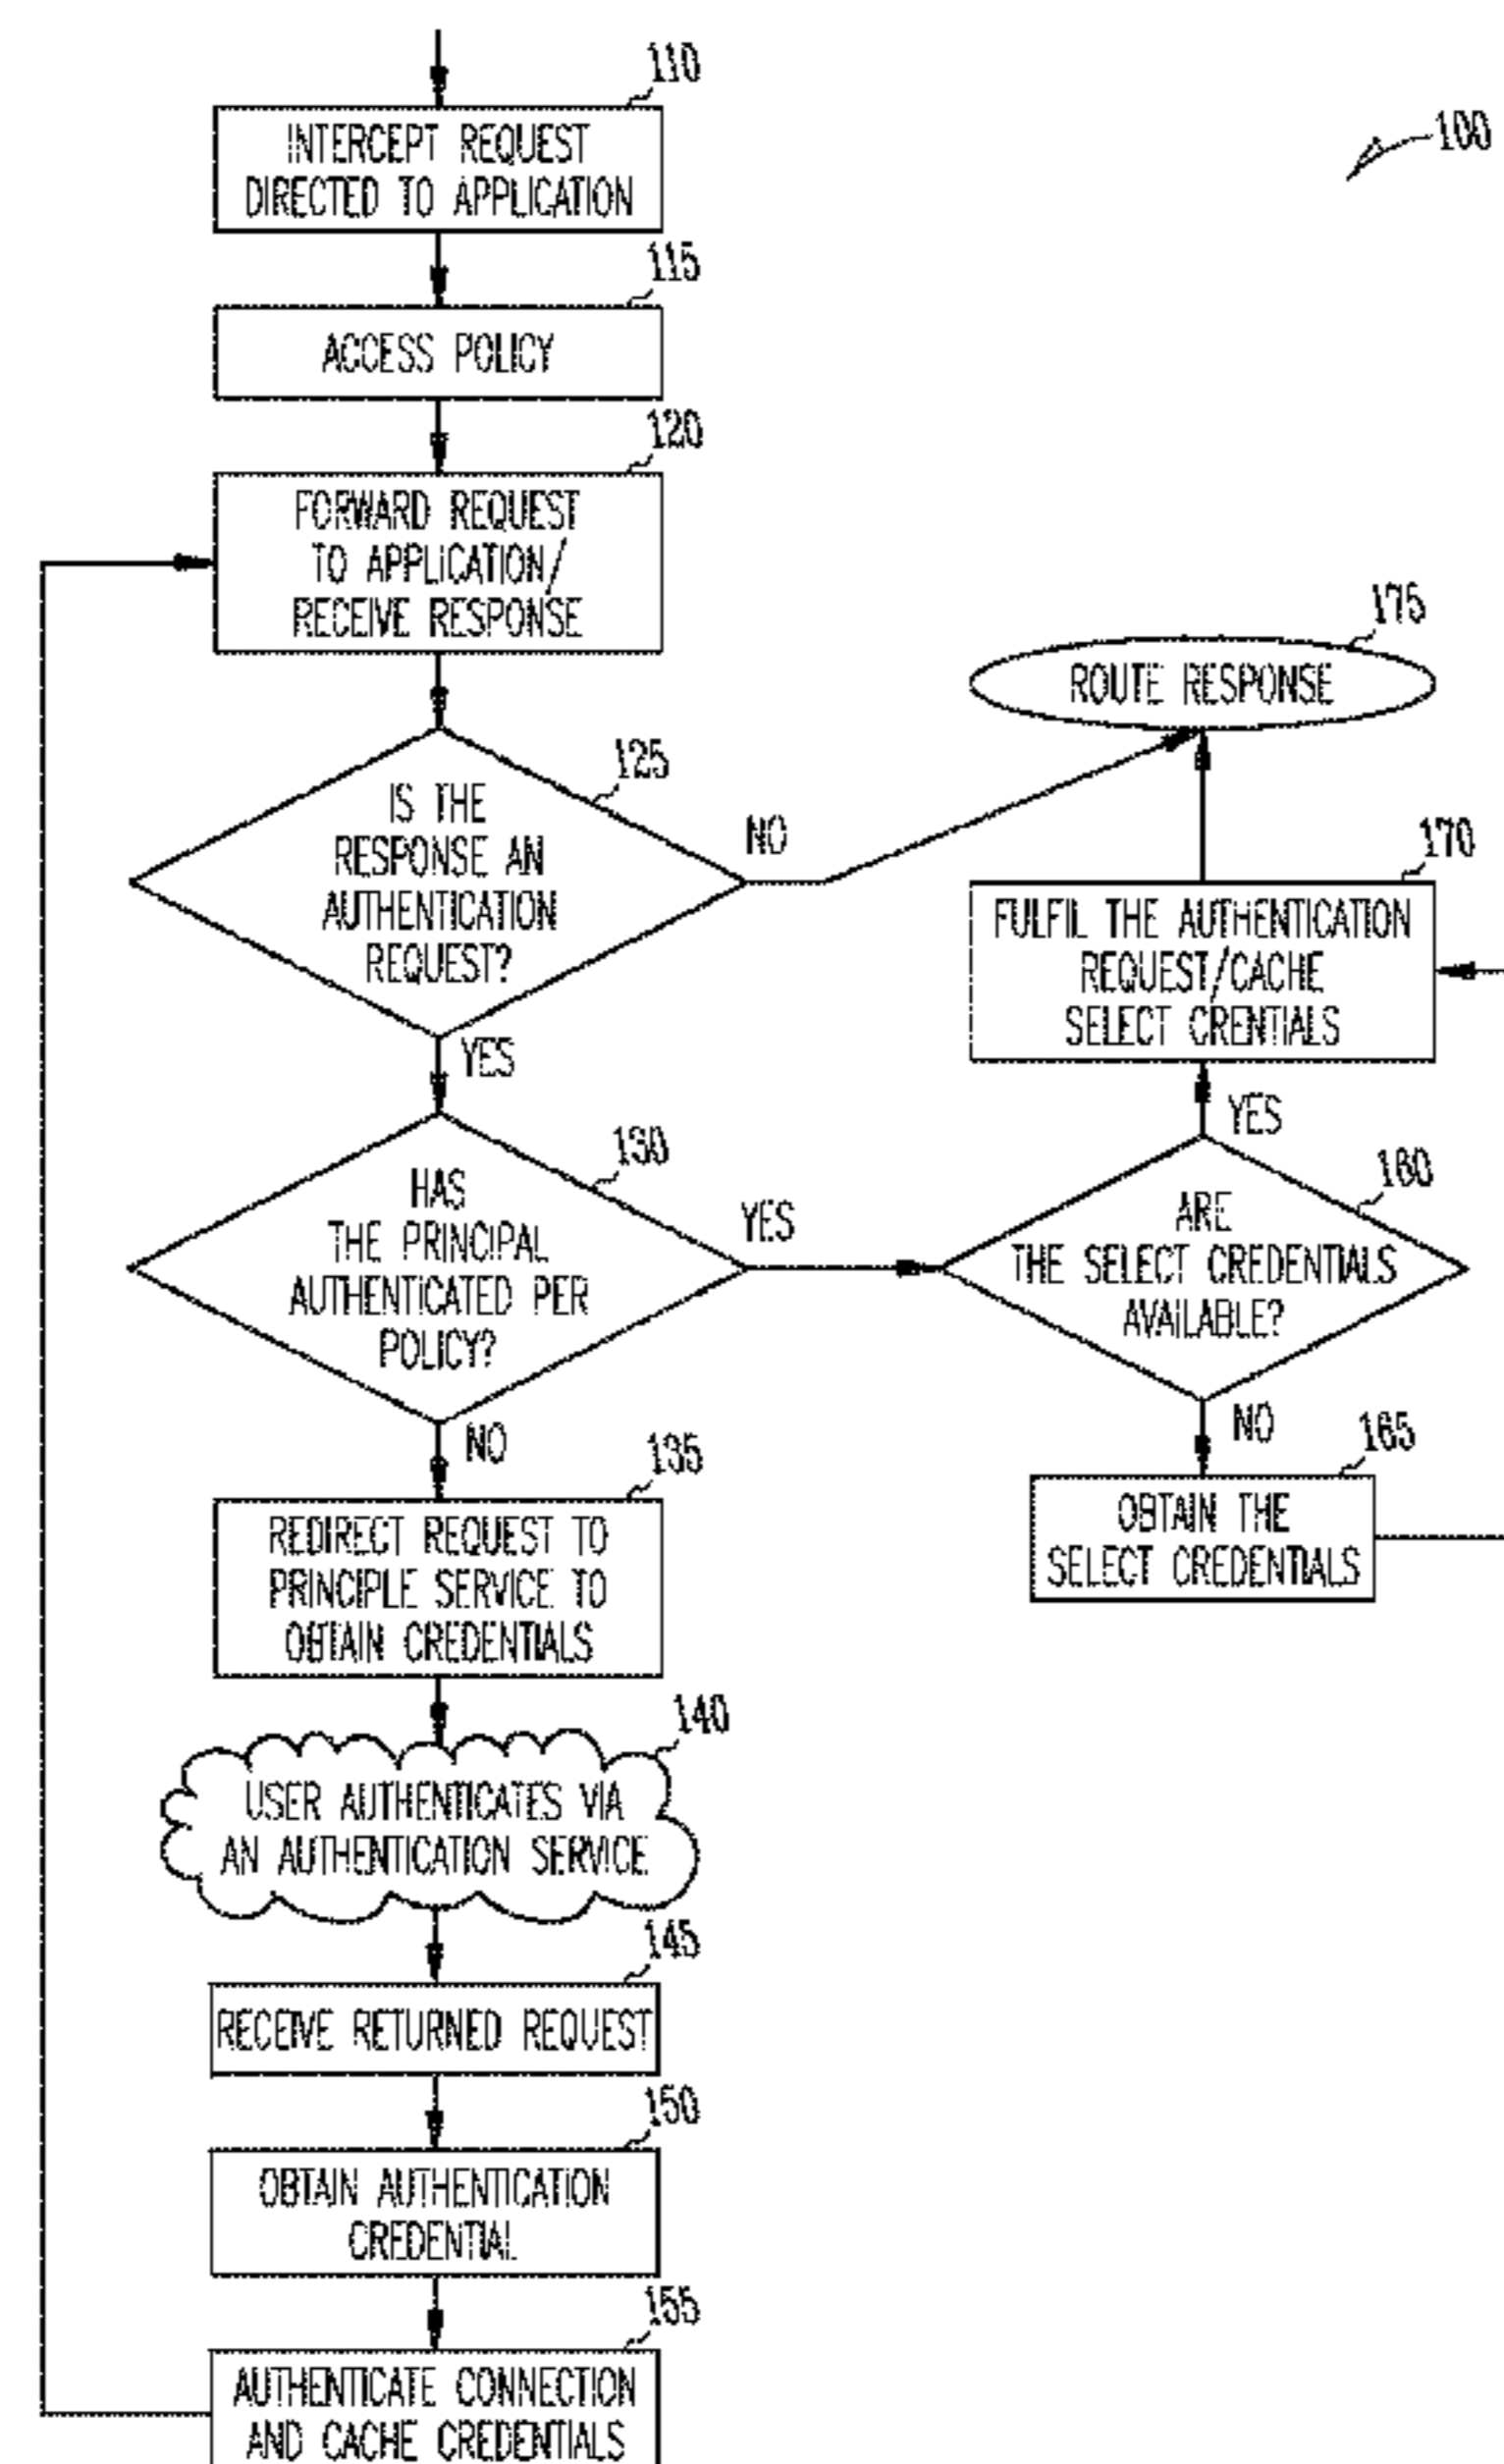 110
INTERCEPT REQUEST
DIRECTED TO APPLICATION
100
115
ACCESS POLICY
120
FORWARD REQUEST
TO APPLICATION/
RECEIVE RESPONSE
175
ROUTE RESPONSE
125
IS THE
RESPONSE AN
AUTHENTICATION
REQUEST?
NO
YES
170
FULFIL THE AUTHENTICATION
REQUEST/CACHE
SELECT CRENTIALS
130
HAS
THE PRINCIPAL
AUTHENTICATED PER
POLICY?
YES
NO
YES
160
ARE
THE SELECT CREDENTIALS
AVAILABLE?
NO
165
OBTAIN THE
SELECT CREDENTIALS
135
REDIRECT REQUEST TO
PRINCIPLE SERVICE TO
OBTAIN CREDENTIALS
140
USER AUTHENTICATES VIA
AN AUTHENTICATION SERVICE
145
RECEIVE RETURNED REQUEST
150
OBTAIN AUTHENTICATION
CREDENTIAL
155
AUTHENTICATE CONNECTION
AND CACHE CREDENTIALS